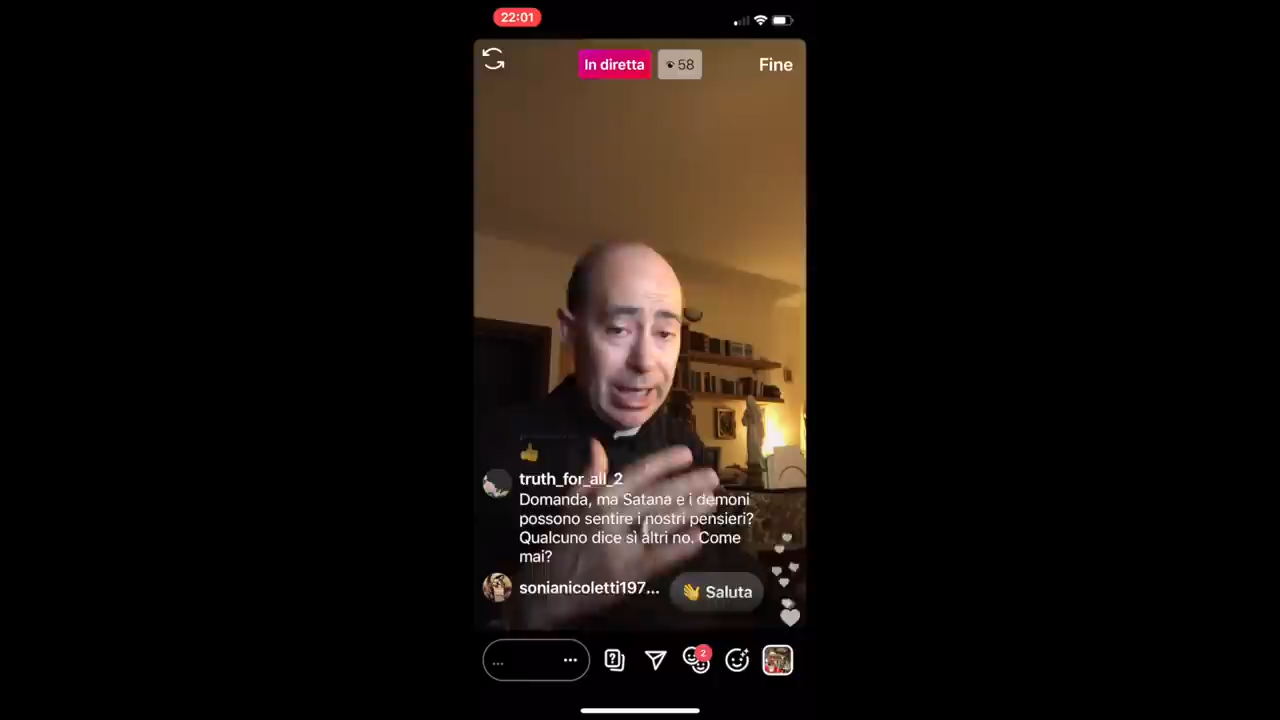 22:01
In diretta
58
Fine
truth_for_all_2
Domanda, ma Satana e i demoni
possono sentire i nostri pensieri?
Qualcuno dice sì altri no. Come
mai?
sonianicoletti197...
Saluta
...
2